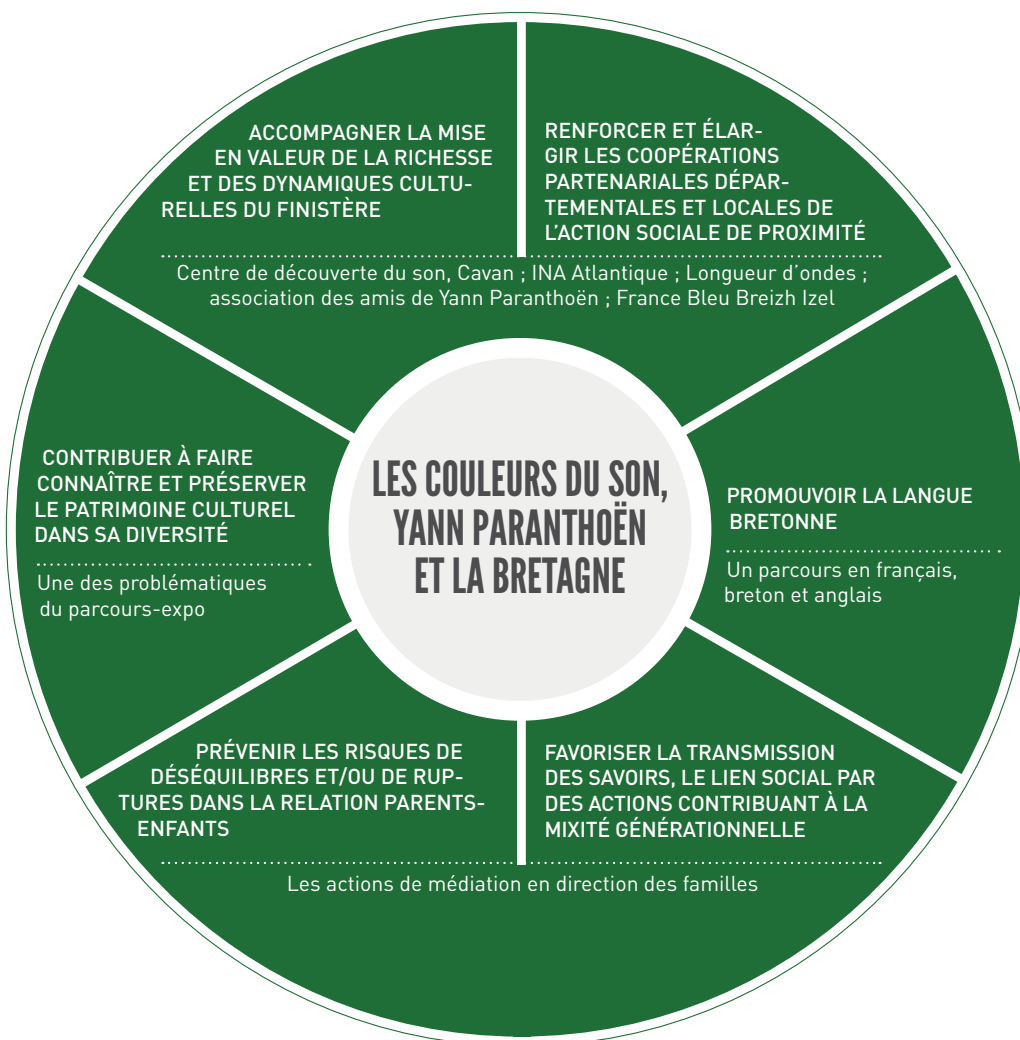 ACCOMPAGNER LA MISE
EN VALEUR DE LA RICHESSE
ET DES DYNAMIQUES CULTU-
RELLES DU FINISTÈRE
RENFORCER ET ÉLAR-
GIR LES COOPÉRATIONS
PARTENARIALES DÉPAR-
TEMENTALES ET LOCALES DE
L'ACTION SOCIALE DE PROXIMITÉ
Centre de découverte du son, Cavan ; INA Atlantique ; Longueur d'ondes ;
association des amis de Yann Paranthoën ; France Bleu Breizh Izel
CONTRIBUER À FAIRE
CONNAÎTRE ET PRÉSERVER
LE PATRIMOINE CULTUREL
DANS SA DIVERSITÉ
Une des problématiques
du parcours-expo
LES COULEURS DU SON,
YANN PARANTHOËN
ET LA BRETAGNE
PROMOUVOIR LA LANGUE
BRETONNE
Un parcours en français,
breton et anglais
PRÉVENIR LES RISQUES DE
DÉSÉQUILIBRES ET/OU DE RUP-
TURES DANS LA RELATION PARENTS-
ENFANTS
FAVORISER LA TRANSMISSION
DES SAVOIRS, LE LIEN SOCIAL PAR
DES ACTIONS CONTRIBUANT À LA
MIXITÉ GÉNÉRATIONNELLE
Les actions de médiation en direction des familles